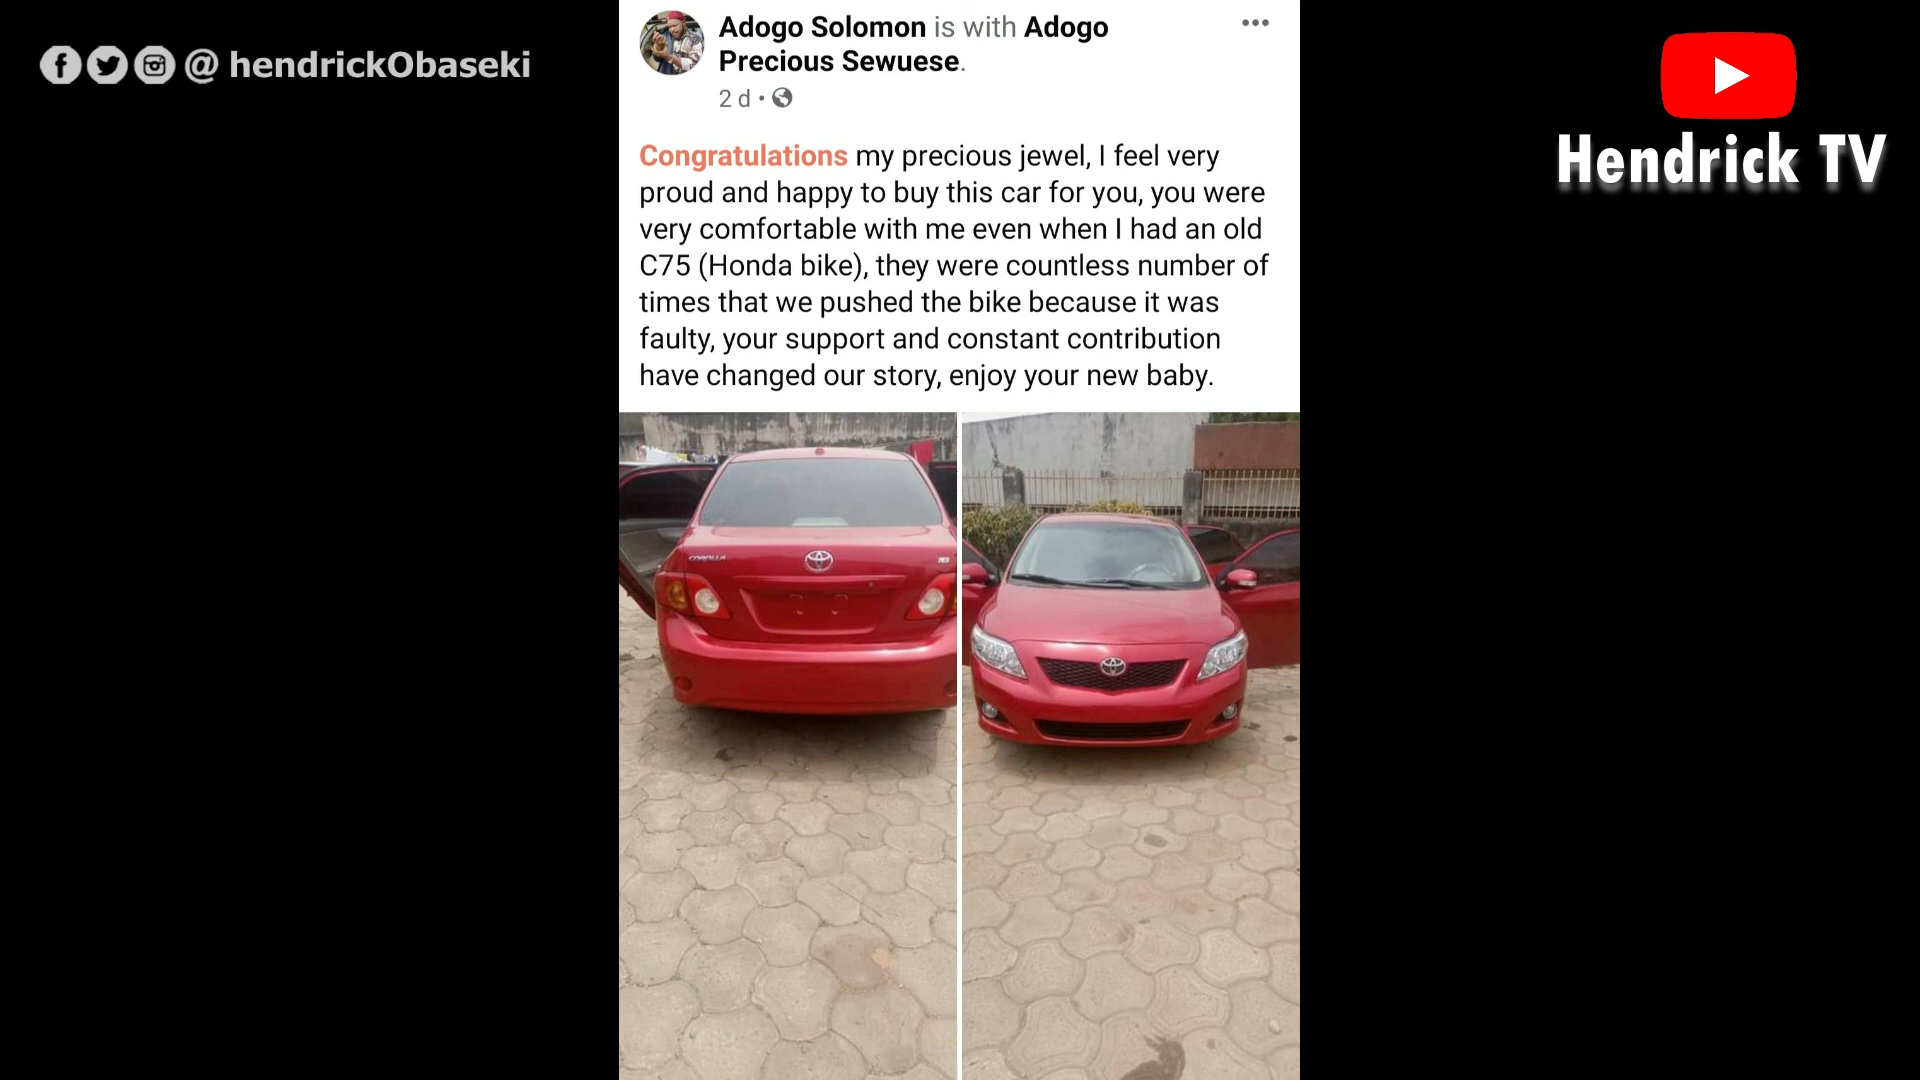 @ hendrickObaseki
Adogo Solomon is with Adogo
Precious Sewuese.
2 d •
Congratulations my precious jewel, I feel very
proud and happy to buy this car for you, you were
very comfortable with me even when I had an old
C75 (Honda bike), they were countless number of
times that we pushed the bike because it was
faulty, your support and constant contribution
have changed our story, enjoy your new baby.
Hendrick TV
COROLLA